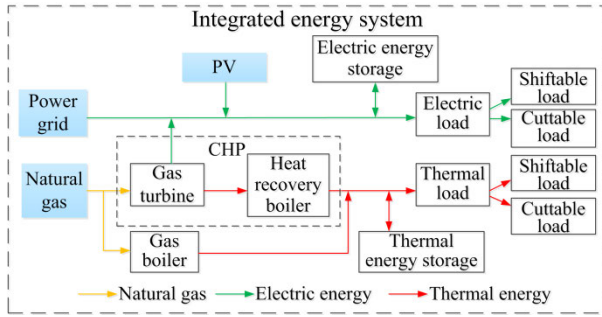 Integrated energy system
PV
Electric energy
storage
Power
grid
Electric
load
Shiftable
load
Cuttable
load
CHP
Natural
gas
Gas
turbine
Heat
recovery
boiler
Thermal
load
Shiftable
load
Cuttable
load
Gas
boiler
Thermal
energy storage
Natural gas
Electric energy
Thermal energy